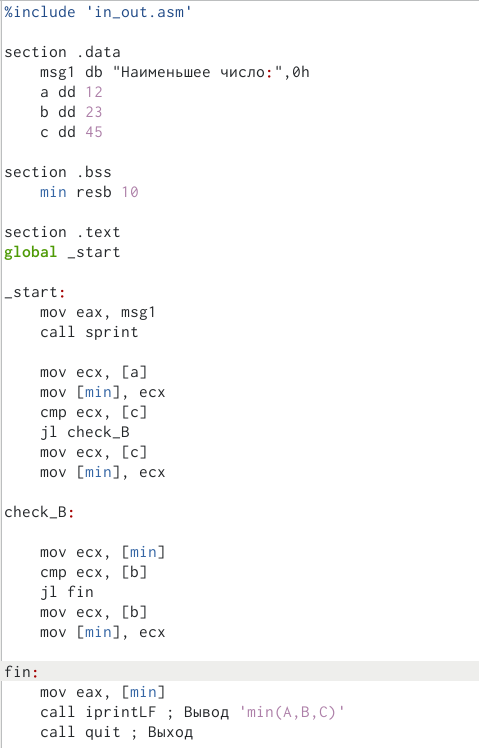 %include 'in_out.asm'
section .data
msg1 db "Наименьшее число:",0h
a dd 12
b dd 23
c dd 45
section .bss
min resb 10
section .text
global _start
_start:
mov eax, msg1
call sprint
mov ecx, [a]
mov [min], ecx
cmp ecx, [c]
jl check_B
mov ecx, [c]
mov [min], ecx
check_B:
mov ecx, [min]
cmp ecx, [b]
jl fin
mov ecx, [b]
mov [min], ecx
fin:
mov eax, [min]
call iprintLF ; Вывод 'min(A,B,C)'
call quit ; Выход